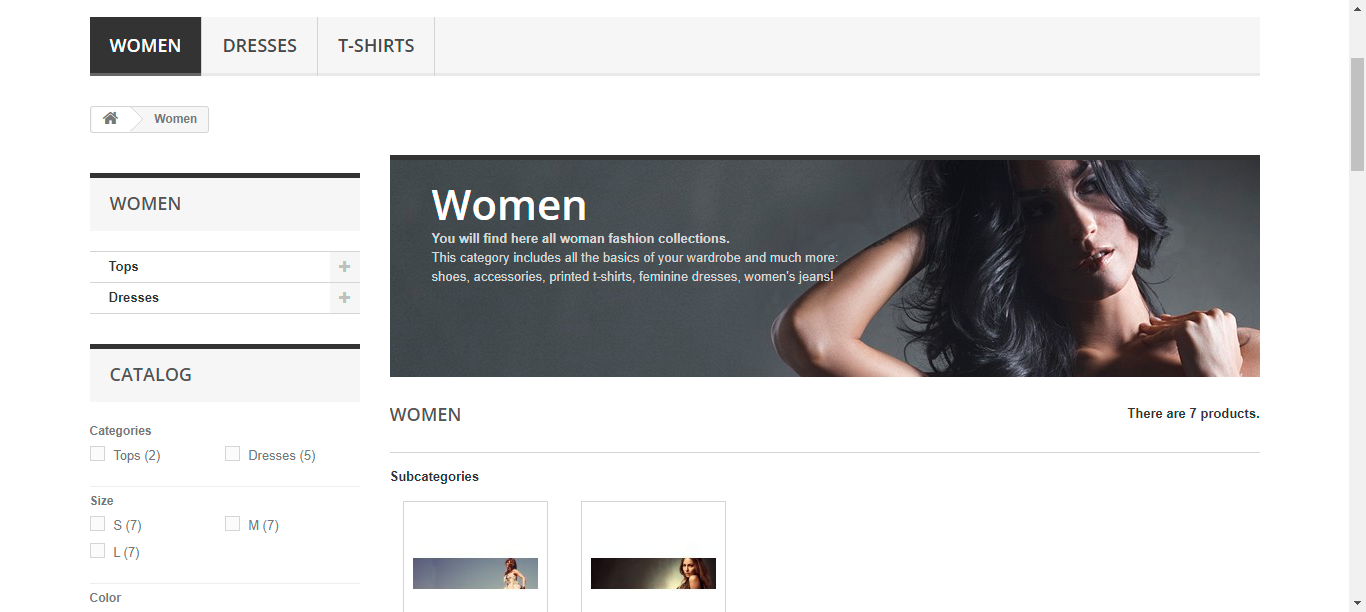 WOMEN
DRESSES
T-SHIRTS
Women
WOMEN
Tops
Dresses
CATALOG
Categories
Tops (2)
Dresses (5)
Size
S (7)
M (7)
L (7)
Color
Women
You will find here all woman fashion collections.
This category includes all the basics of your wardrobe and much more:
shoes, accessories, printed t-shirts, feminine dresses, women's jeans!
WOMEN
There are 7 products.
Subcategories